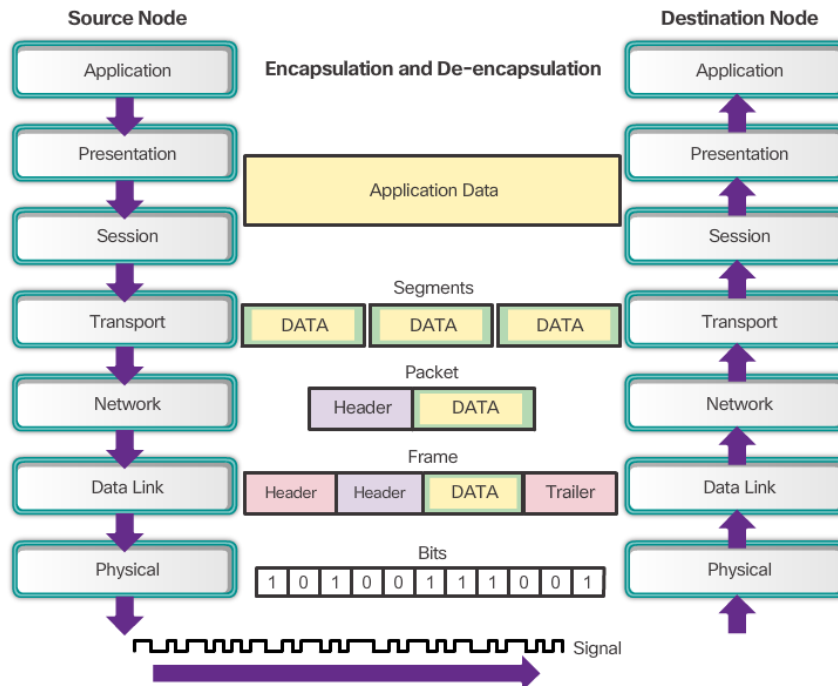 Source Node
Destination Node
Encapsulation and De-encapsulation
Application
Application
Presentation
Application Data
Presentation
Session
Session
Segments
Transport
DATA DATA DATA
Transport
Packet
Network
Header DATA
Network
Frame
Data Link
Header Header DATA Trailer
Data Link
Bits
Physical
1 0 1 0 0 1 1 1 0 0 1
Physical
Signal